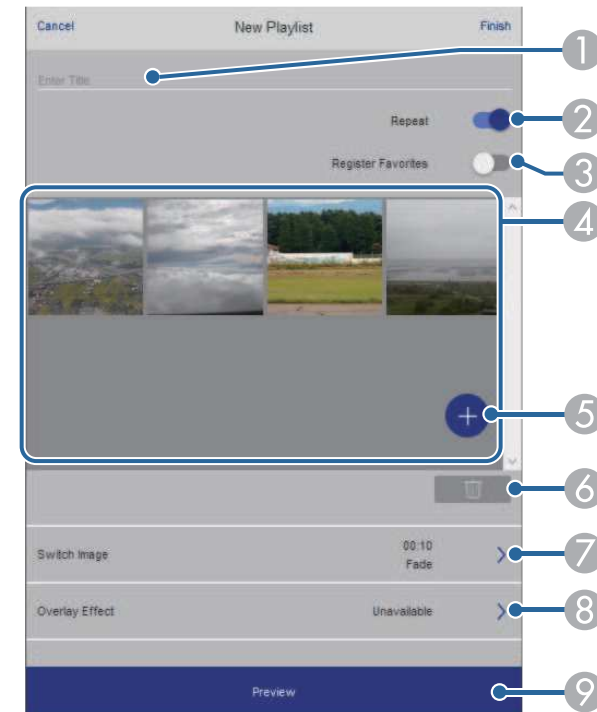 Cancel New Playlist Finish
1
Enter Title
Repeat 2
Register Favorites 3
4
+ 5
6
Switch Image 00:10 7
Fade
Overlay Effect Unavailable 8
Preview 9